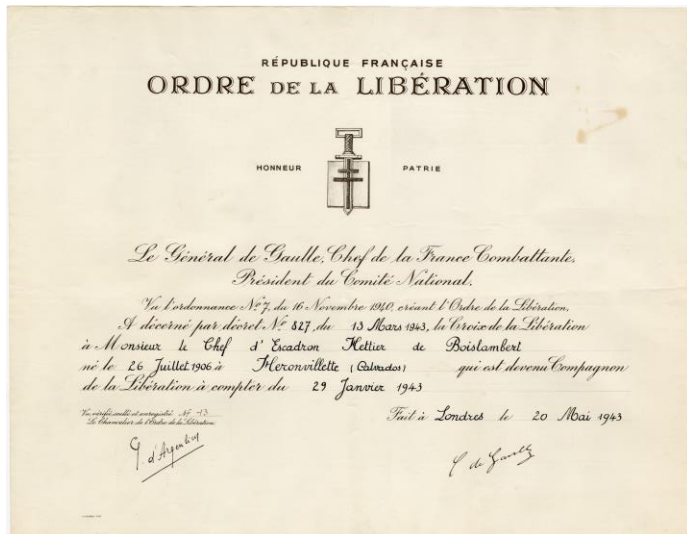 RÉPUBLIQUE FRANÇAISE
ORDRE DE LA LIBÉRATION
HONNEUR PATRIE
Le Général de Gaulle, Chef de la France Combattante,
Président du Comité National.
Vu l'ordonnance Nº 7, du 16 Novembre 1940, créant l'Ordre de la Libération,
A décerné par décret Nº 827, du 13 Mars 1943, la Croix de la Libération
à Monsieur le Chef d'Escadron Hettier de Boislambert
né le 26 Juillet 1906 à Heronvillette (Calvados) qui est devenu Compagnon
de la Libération à compter du 29 Janvier 1943
Vu, vérifié, scellé et enregistré Nº 13
Le Chancelier de l'Ordre de la Libération
Fait à Londres le 20 Mai 1943
G. d'Argenlieu
C de Gaulle